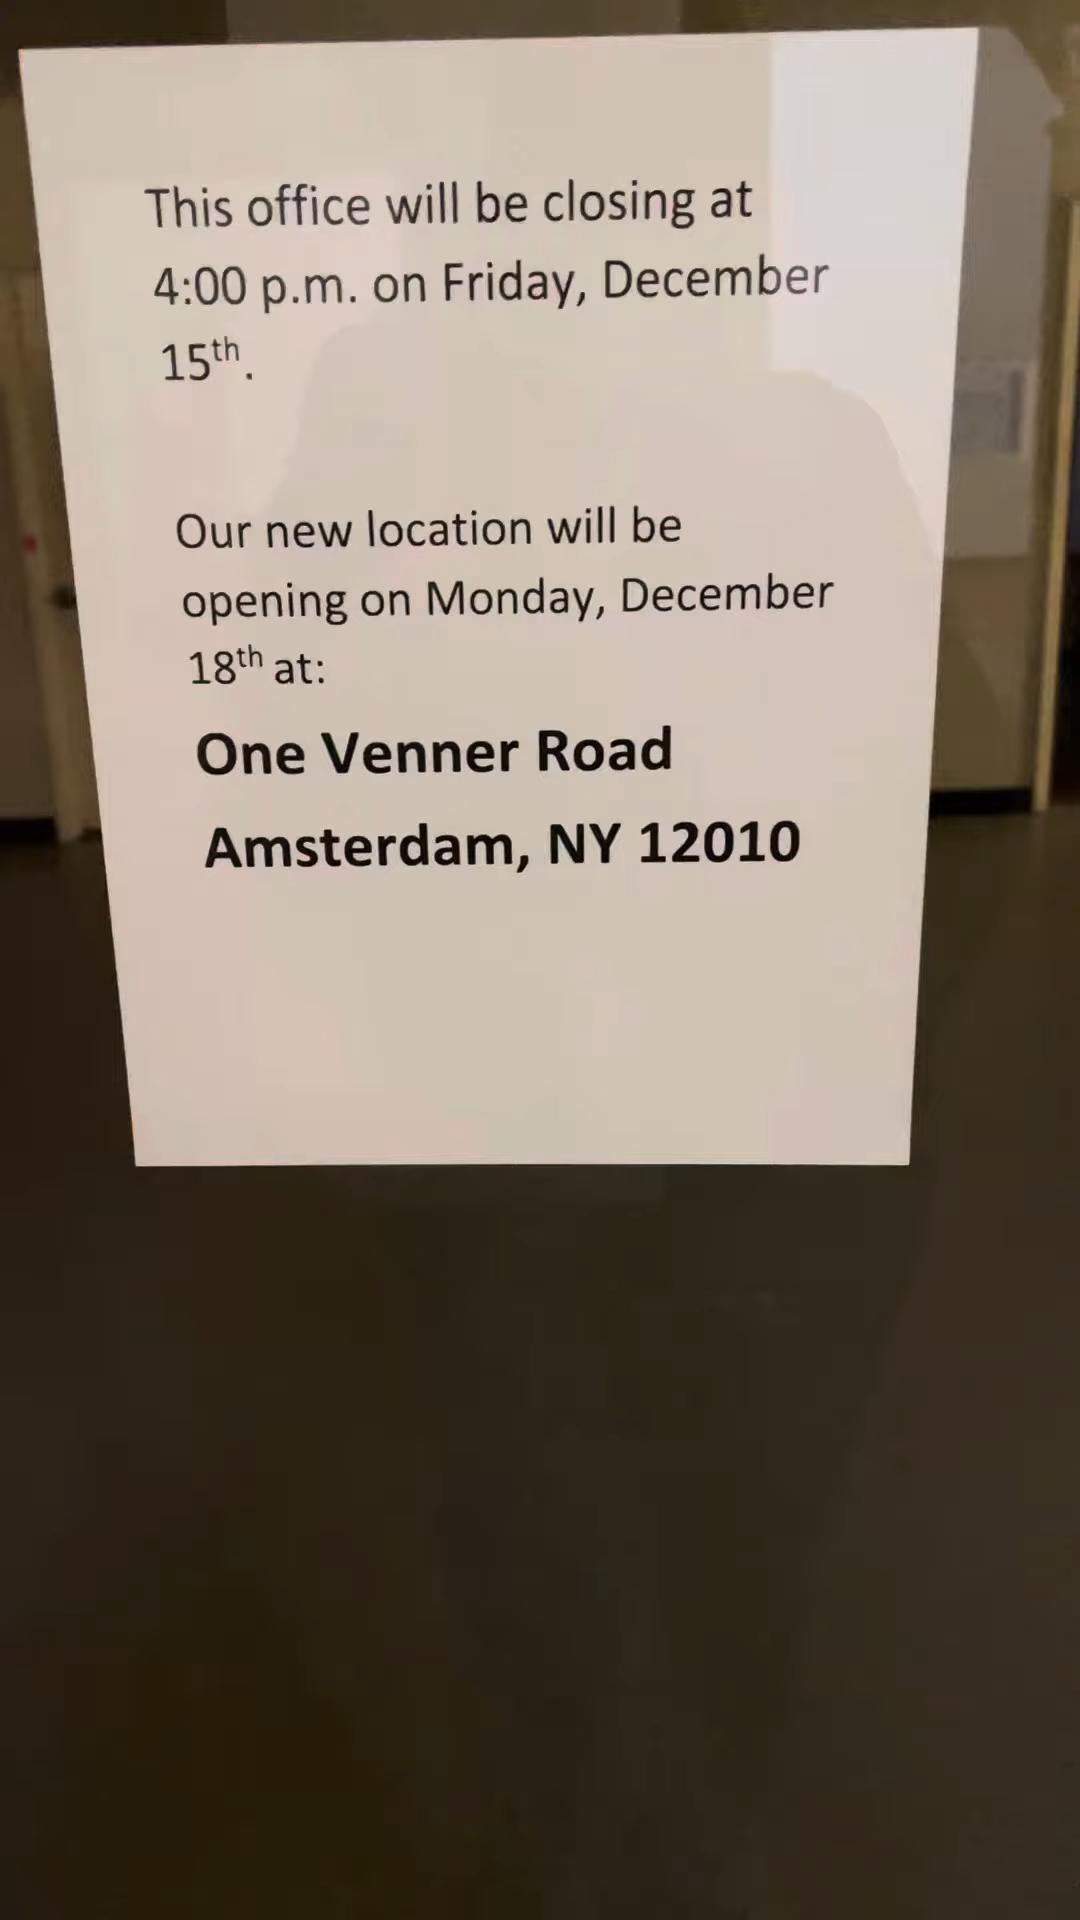 This office will be closing at
4:00 p.m. on Friday, December
15th.
Our new location will be
opening on Monday, December
18th at:
One Venner Road
Amsterdam, NY 12010